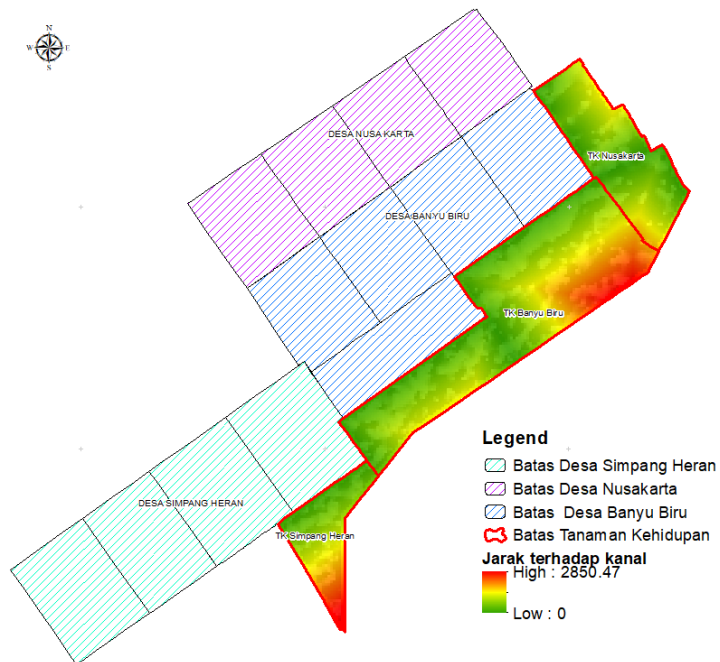 N
W E
S
DESA NUSA KARTA
TK Nusakarta
DESA BANYU BIRU
TK Banyu Biru
DESA SIMPANG HERAN
TK Simpang Heran
Legend
Batas Desa Simpang Heran
Batas Desa Nusakarta
Batas Desa Banyu Biru
Batas Tanaman Kehidupan
Jarak terhadap kanal
High : 2850.47
Low : 0